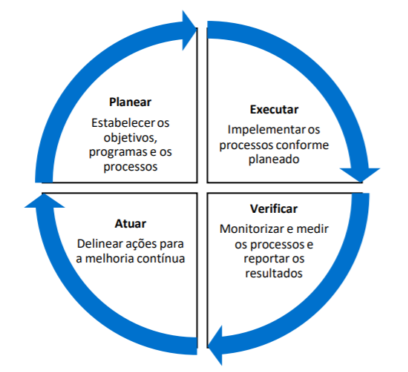 Planear
Estabelecer os
objetivos,
programas e os
processos
Executar
Impelementar os
processos conforme
planeado
Atuar
Delinear ações para
a melhoria contínua
Verificar
Monitorizar e medir
os processos e
reportar os
resultados